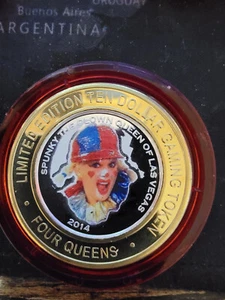 URUGUAY
Buenos Aires
ARGENTINA
LIMITED EDITION TEN DOLLAR GAMING TOKEN
SPUNKY THE CLOWN QUEEN OF LAS VEGAS
2014
FOUR QUEENS